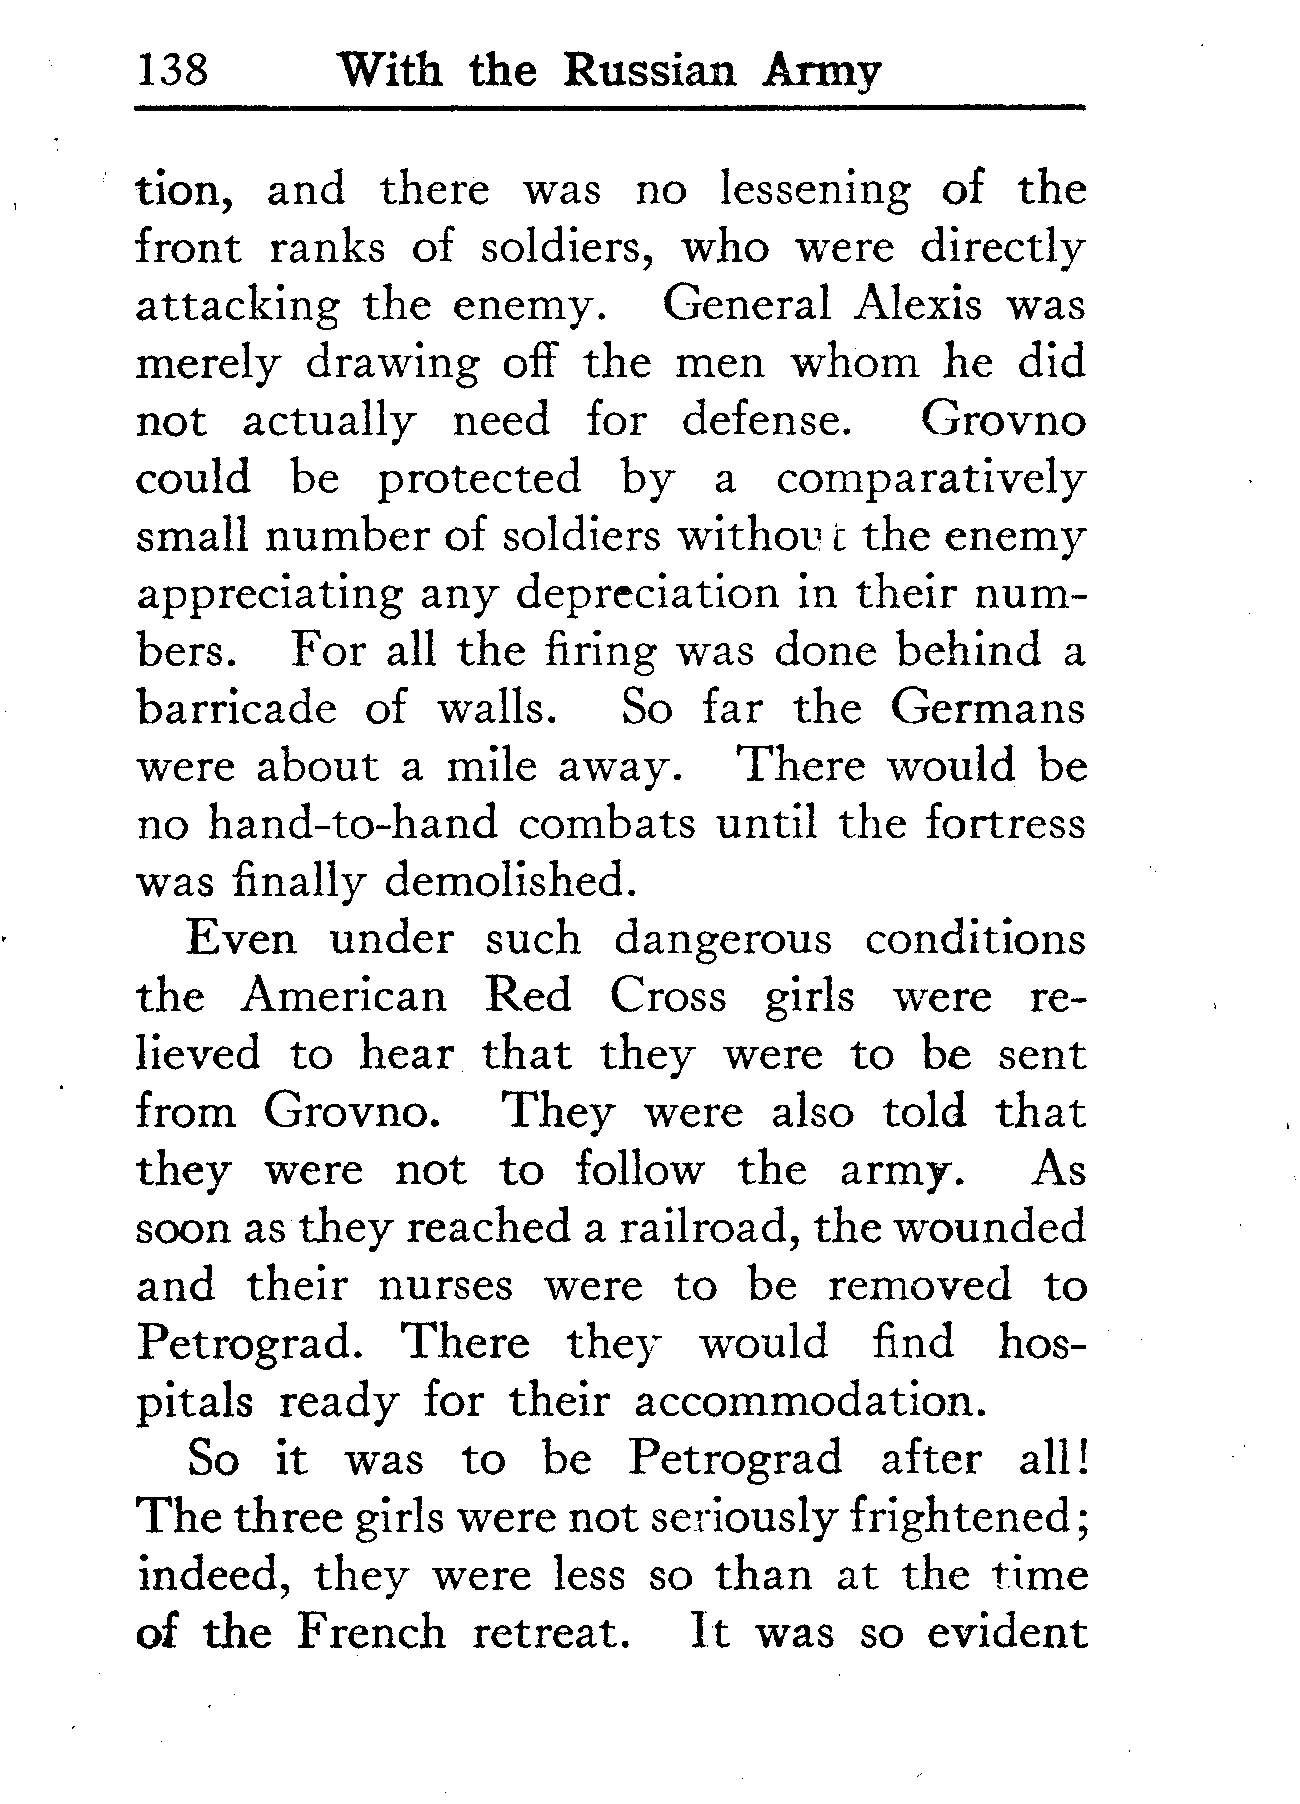 138 With the Russian Army
tion, and there was no lessening of the
front ranks of soldiers, who were directly
attacking the enemy. General Alexis was
merely drawing off the men whom he did
not actually need for defense. Grovno
could be protected by a comparatively
small number of soldiers without the enemy
appreciating any depreciation in their num-
bers. For all the firing was done behind a
barricade of walls. So far the Germans
were about a mile away. There would be
no hand-to-hand combats until the fortress
was finally demolished.
Even under such dangerous conditions
the American Red Cross girls were re-
lieved to hear that they were to be sent
from Grovno. They were also told that
they were not to follow the army. As
soon as they reached a railroad, the wounded
and their nurses were to be removed to
Petrograd. There they would find hos-
pitals ready for their accommodation.
So it was to be Petrograd after all!
The three girls were not seriously frightened;
indeed, they were less so than at the time
of the French retreat. It was so evident